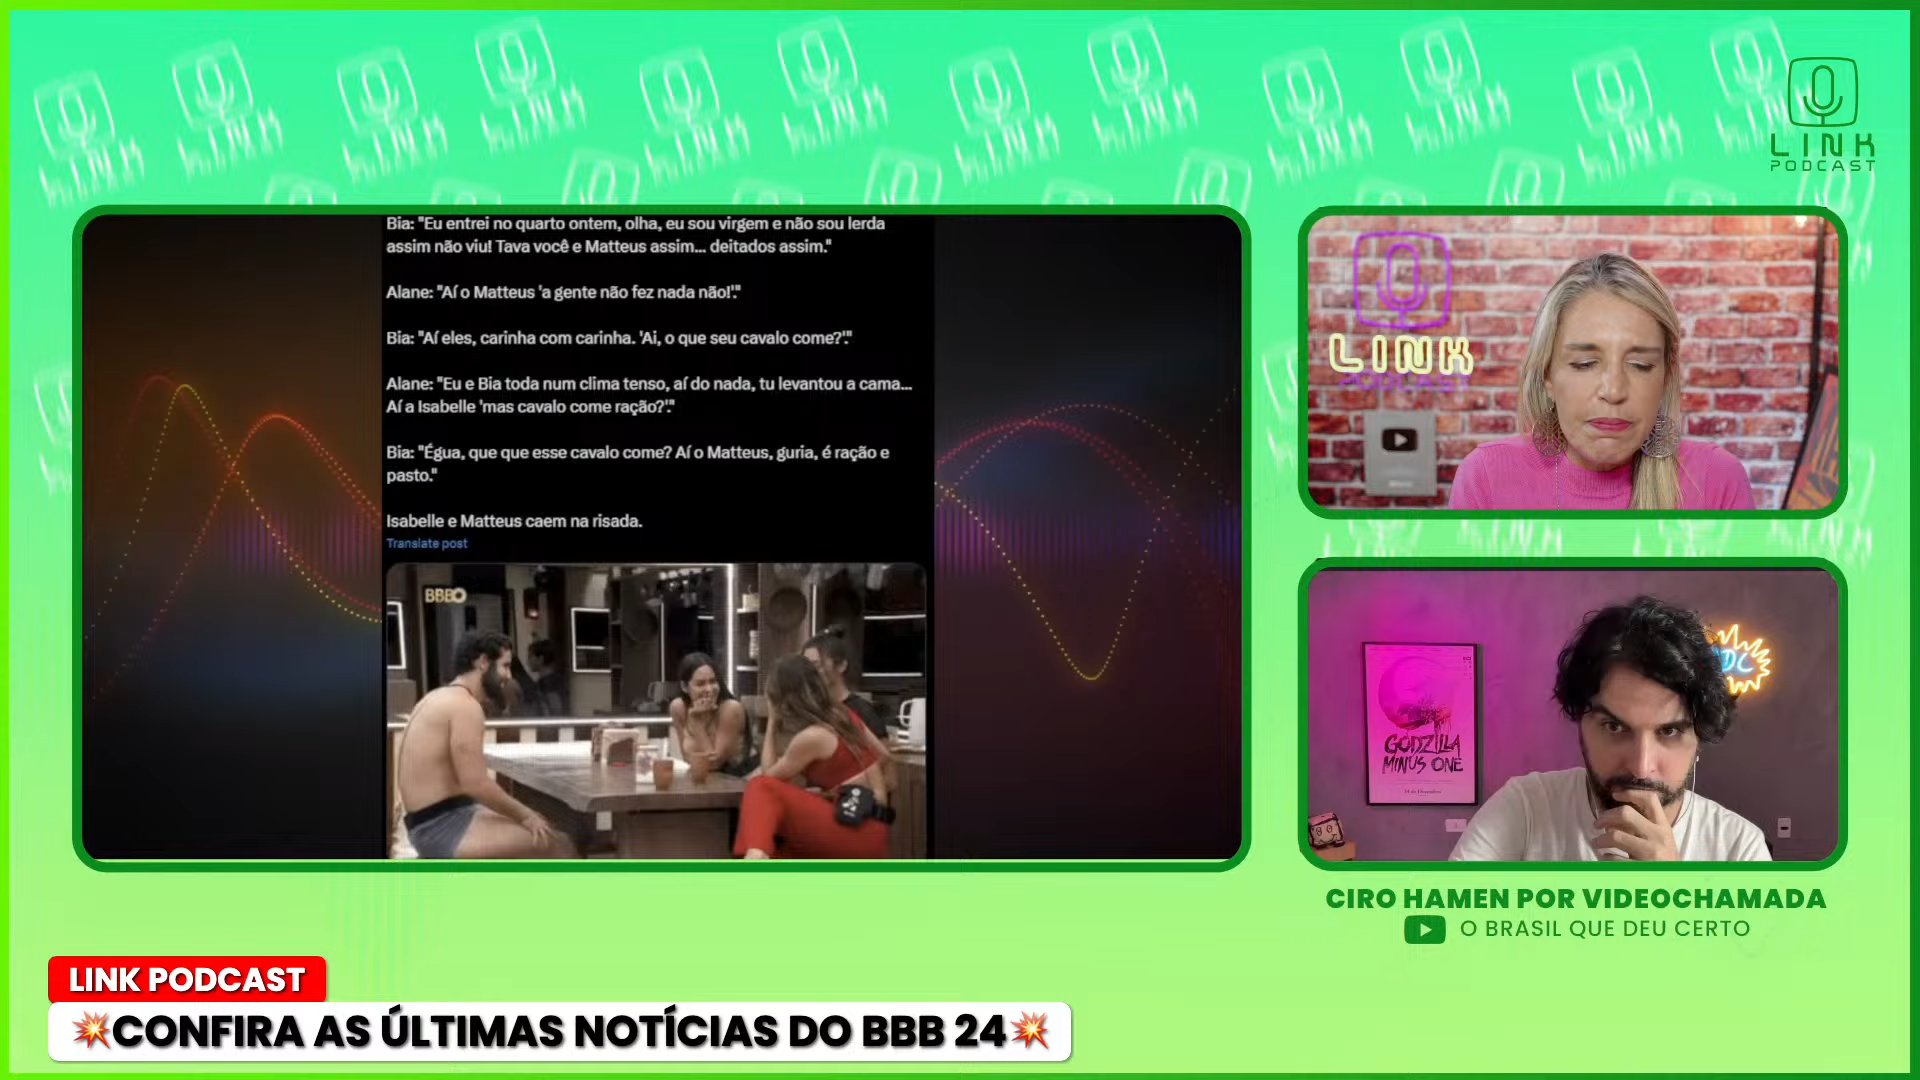 LINK
PODCAST
Bia: "Eu entrei no quarto ontem, olha, eu sou virgem e não sou lerda
assim não viu! Tava você e Matteus assim... deitados assim."
Alane: "Aí o Matteus 'a gente não fez nada não!'."
Bia: "Aí eles, carinha com carinha. 'Ai, o que seu cavalo come?'."
Alane: "Eu e Bia toda num clima tenso, aí do nada, tu levantou a cama...
Aí a Isabelle 'mas cavalo come ração?'."
Bia: "Égua, que que esse cavalo come? Aí o Matteus, guria, é ração e
pasto."
Isabelle e Matteus caem na risada.
Translate post
BBB
LINK
PODCAST
GODZILLA
MINUS ONE
CIRO HAMEN POR VIDEOCHAMADA
O BRASIL QUE DEU CERTO
LINK PODCAST
💥CONFIRA AS ÚLTIMAS NOTÍCIAS DO BBB 24💥